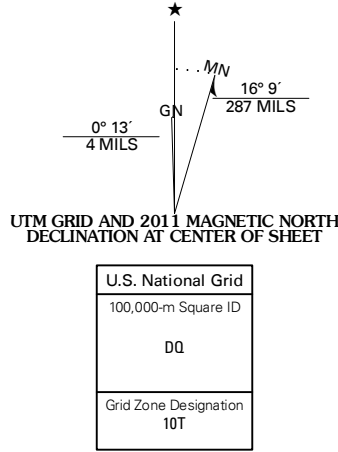 ★
MN
GN
16° 9´
287 MILS
0° 13´
4 MILS
UTM GRID AND 2011 MAGNETIC NORTH
DECLINATION AT CENTER OF SHEET
U.S. National Grid
100,000-m Square ID
DQ
Grid Zone Designation
10T